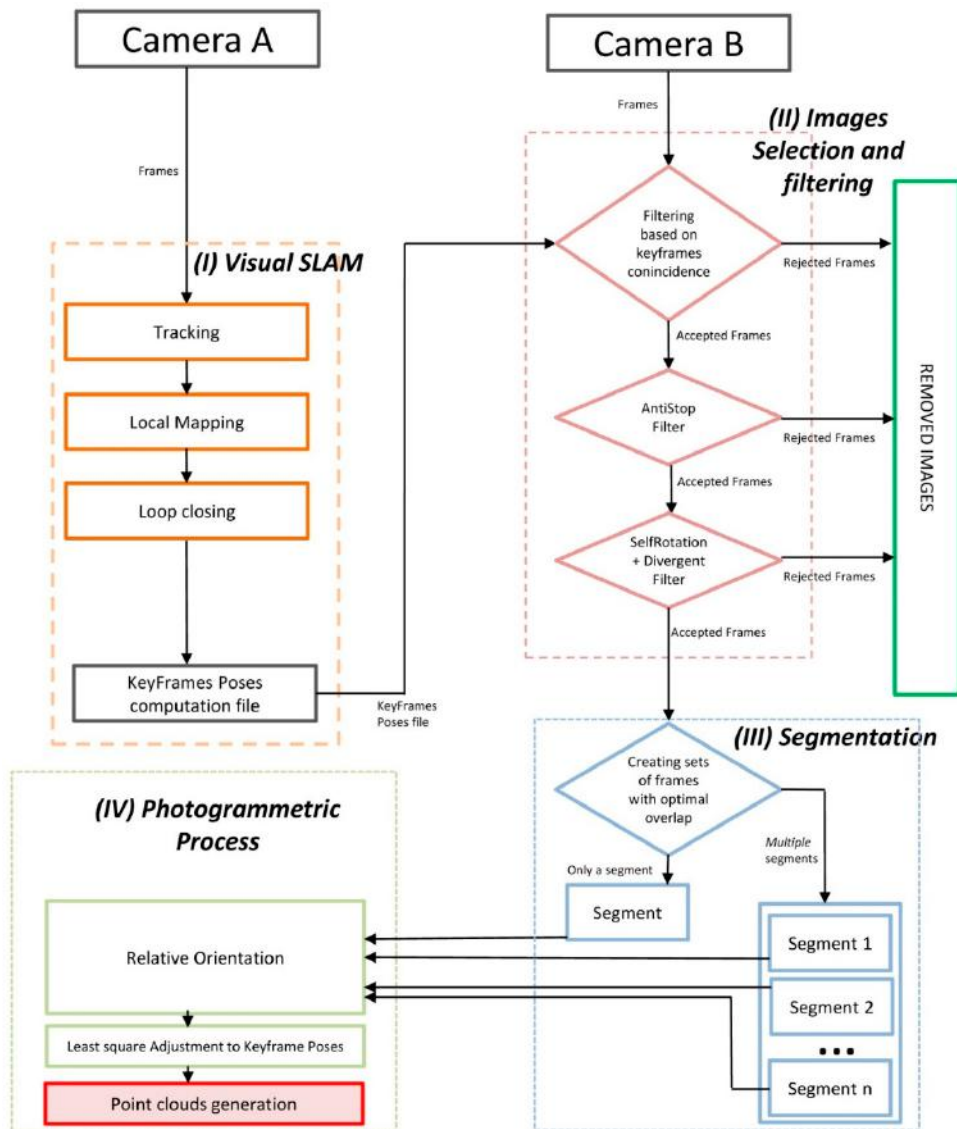 Camera A
Camera B
Frames
Frames
(I) Visual SLAM
Tracking
Local Mapping
Loop closing
KeyFrames Poses
computation file
KeyFrames
Poses file
(II) Images
Selection and
filtering
Filtering
based on
keyframes
conincidence
Rejected Frames
Accepted Frames
AntiStop
Filter
Rejected Frames
Accepted Frames
SelfRotation
+ Divergent
Filter
Rejected Frames
Accepted Frames
REMOVED IMAGES
(III) Segmentation
Creating sets
of frames
with optimal
overlap
Only a segment
Multiple
segments
Segment
Segment 1
Segment 2
...
Segment n
(IV) Photogrammetric
Process
Relative Orientation
Least square Adjustment to Keyframe Poses
Point clouds generation